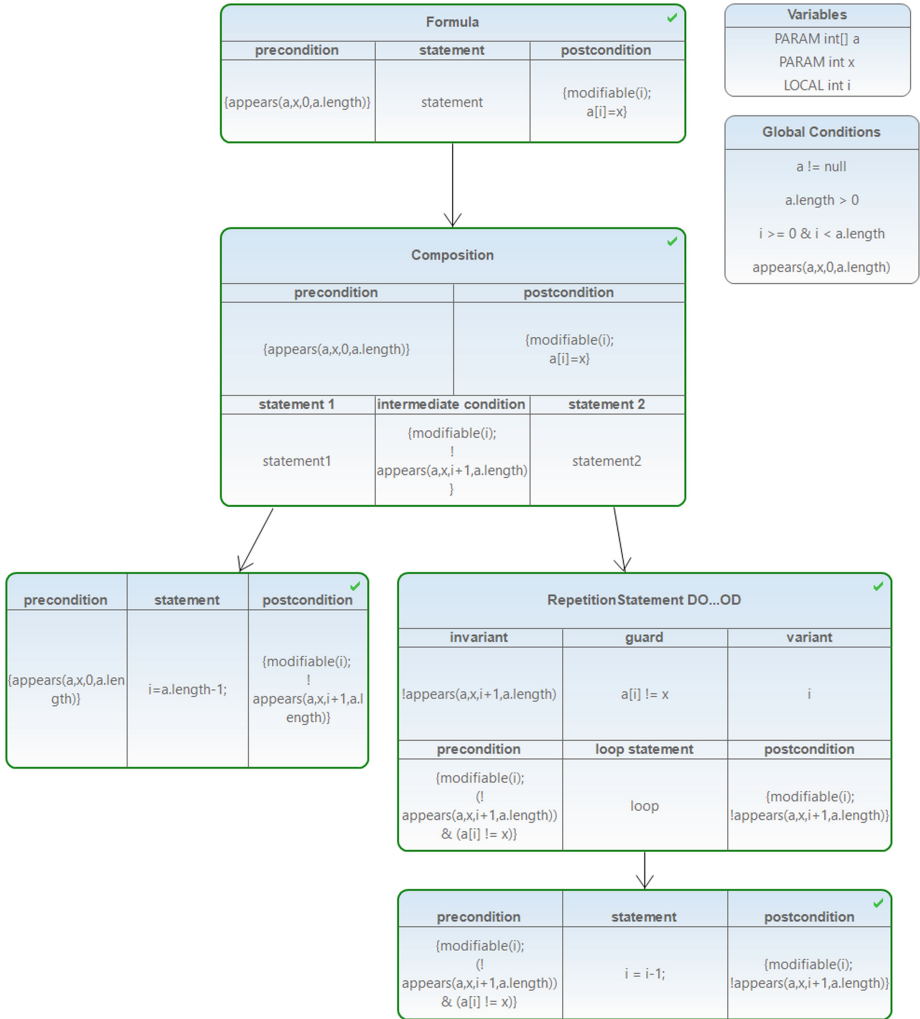 Formula
precondition statement postcondition
{appears(a,x,0,a.length)} statement {modifiable(i);
a[i]=x}
Variables
PARAM int[] a
PARAM int x
LOCAL int i
Global Conditions
a != null
a.length > 0
i >= 0 & i < a.length
appears(a,x,0,a.length)
Composition
precondition postcondition
{appears(a,x,0,a.length)} {modifiable(i);
a[i]=x}
statement 1 intermediate condition statement 2
statement1
{modifiable(i);
!
appears(a,x,i+1,a.length)
}
statement2
precondition statement postcondition
{appears(a,x,0,a.len
gth)}
i=a.length-1;
{modifiable(i);
!
appears(a,x,i+1,a.l
ength)}
RepetitionStatement DO...OD
invariant guard variant
!appears(a,x,i+1,a.length) a[i] != x i
precondition loop statement postcondition
{modifiable(i);
(!
appears(a,x,i+1,a.length))
& (a[i] != x)}
loop
{modifiable(i);
!appears(a,x,i+1,a.length)}
precondition statement postcondition
{modifiable(i);
(!
appears(a,x,i+1,a.length))
& (a[i] != x)}
i = i-1;
{modifiable(i);
!appears(a,x,i+1,a.length)}